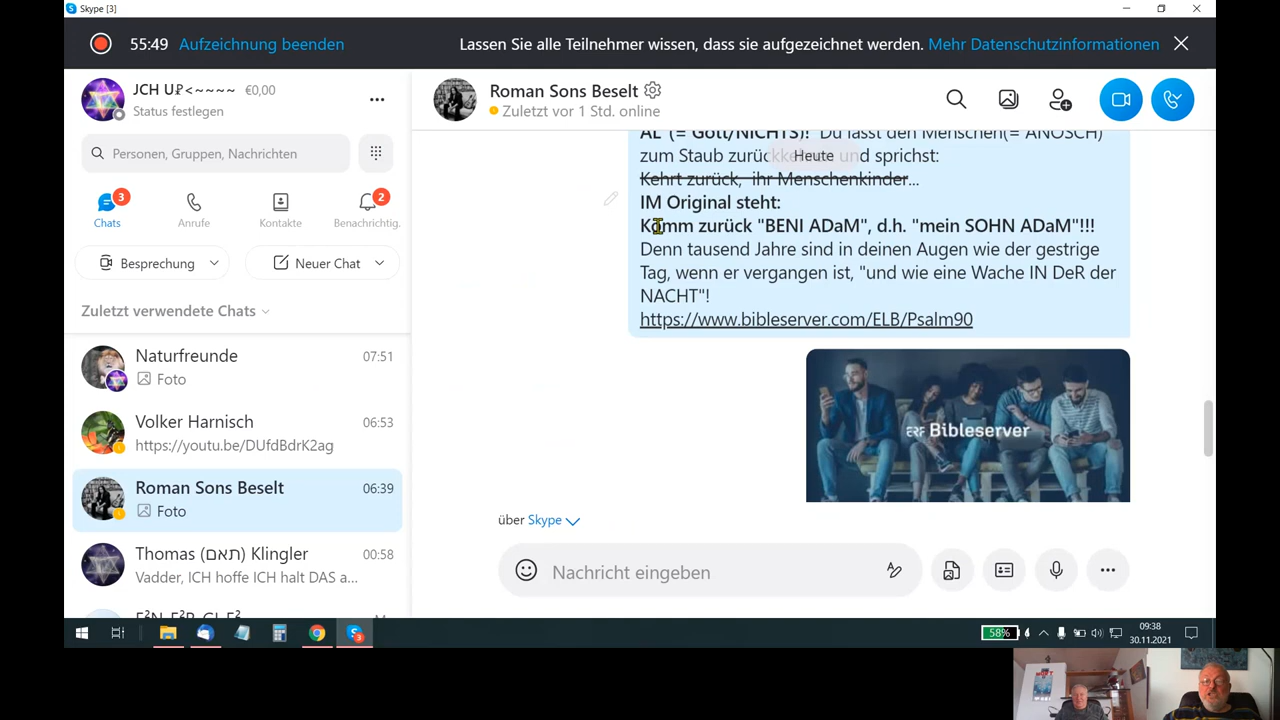 Skype [3]
55:49 Aufzeichnung beenden
Lassen Sie alle Teilnehmer wissen, dass sie aufgezeichnet werden. Mehr Datenschutzinformationen
JCH U₽<~~~~ €0,00
Status festlegen
Personen, Gruppen, Nachrichten
3
2
Chats
Anrufe
Kontakte
Benachrichtig.
Besprechung
Neuer Chat
Zuletzt verwendete Chats
Naturfreunde 07:51
Foto
Volker Harnisch 06:53
https://youtu.be/DUfdBdrK2ag
Roman Sons Beselt 06:39
Foto
Thomas (תאם) Klingler 00:58
Vadder, ICH hoffe ICH halt DAS a...
Roman Sons Beselt
Zuletzt vor 1 Std. online
Heute
AL (= Gott/NICHTS)! Du lässt den Menschen(= ANOSCH)
zum Staub zurückkehren und sprichst:
Kehrt zurück, ihr Menschenkinder...
IM Original steht:
Komm zurück "BENI ADaM", d.h. "mein SOHN ADaM"!!!
Denn tausend Jahre sind in deinen Augen wie der gestrige
Tag, wenn er vergangen ist, "und wie eine Wache IN DeR der
NACHT"!
https://www.bibleserver.com/ELB/Psalm90
ERF Bibleserver
über Skype
Nachricht eingeben
58%
3
09:38
30.11.2021